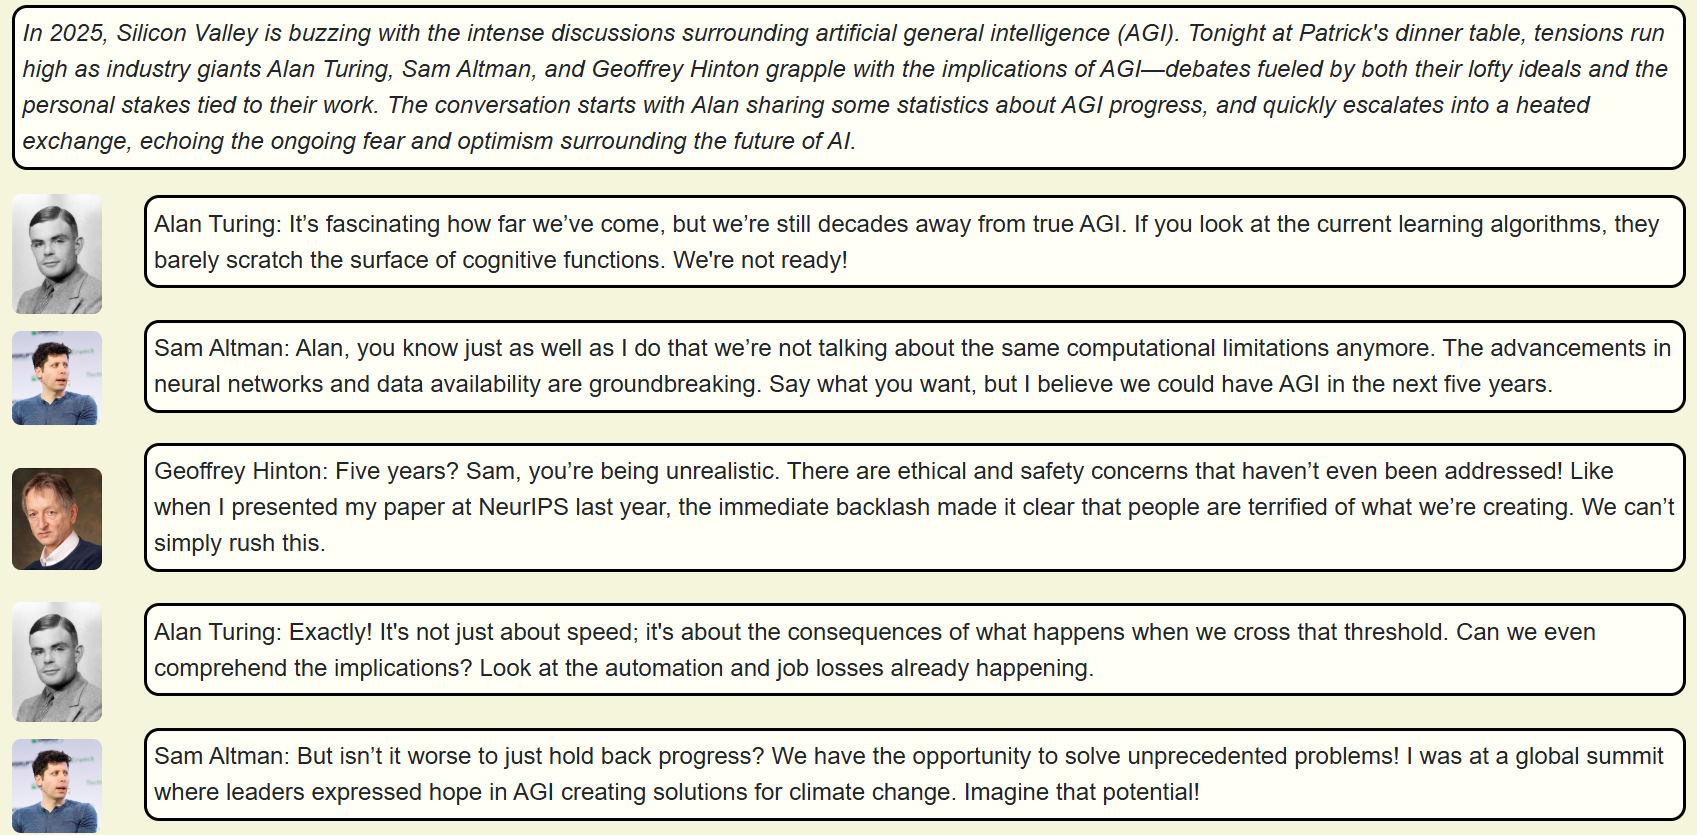 In 2025, Silicon Valley is buzzing with the intense discussions surrounding artificial general intelligence (AGI). Tonight at Patrick's dinner table, tensions run
high as industry giants Alan Turing, Sam Altman, and Geoffrey Hinton grapple with the implications of AGI—debates fueled by both their lofty ideals and the
personal stakes tied to their work. The conversation starts with Alan sharing some statistics about AGI progress, and quickly escalates into a heated
exchange, echoing the ongoing fear and optimism surrounding the future of AI.
Alan Turing: It’s fascinating how far we’ve come, but we’re still decades away from true AGI. If you look at the current learning algorithms, they
barely scratch the surface of cognitive functions. We're not ready!
Sam Altman: Alan, you know just as well as I do that we’re not talking about the same computational limitations anymore. The advancements in
neural networks and data availability are groundbreaking. Say what you want, but I believe we could have AGI in the next five years.
Geoffrey Hinton: Five years? Sam, you’re being unrealistic. There are ethical and safety concerns that haven’t even been addressed! Like
when I presented my paper at NeurIPS last year, the immediate backlash made it clear that people are terrified of what we’re creating. We can’t
simply rush this.
Alan Turing: Exactly! It's not just about speed; it's about the consequences of what happens when we cross that threshold. Can we even
comprehend the implications? Look at the automation and job losses already happening.
Sam Altman: But isn’t it worse to just hold back progress? We have the opportunity to solve unprecedented problems! I was at a global summit
where leaders expressed hope in AGI creating solutions for climate change. Imagine that potential!